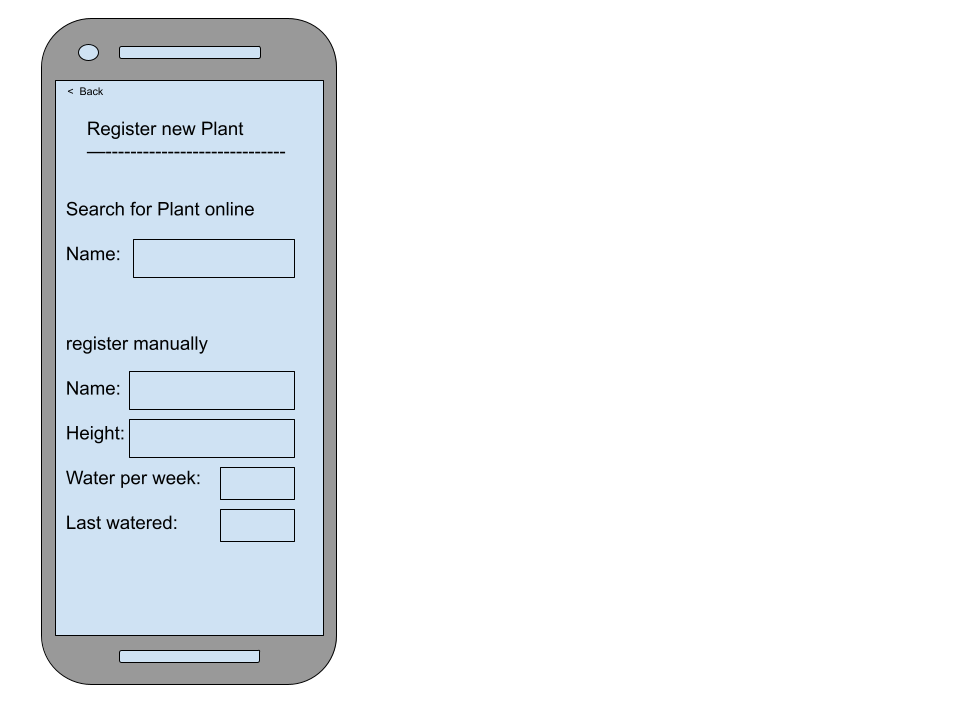 < Back
Register new Plant
—-----------------------------
Search for Plant online
Name:
register manually
Name:
Height:
Water per week:
Last watered: